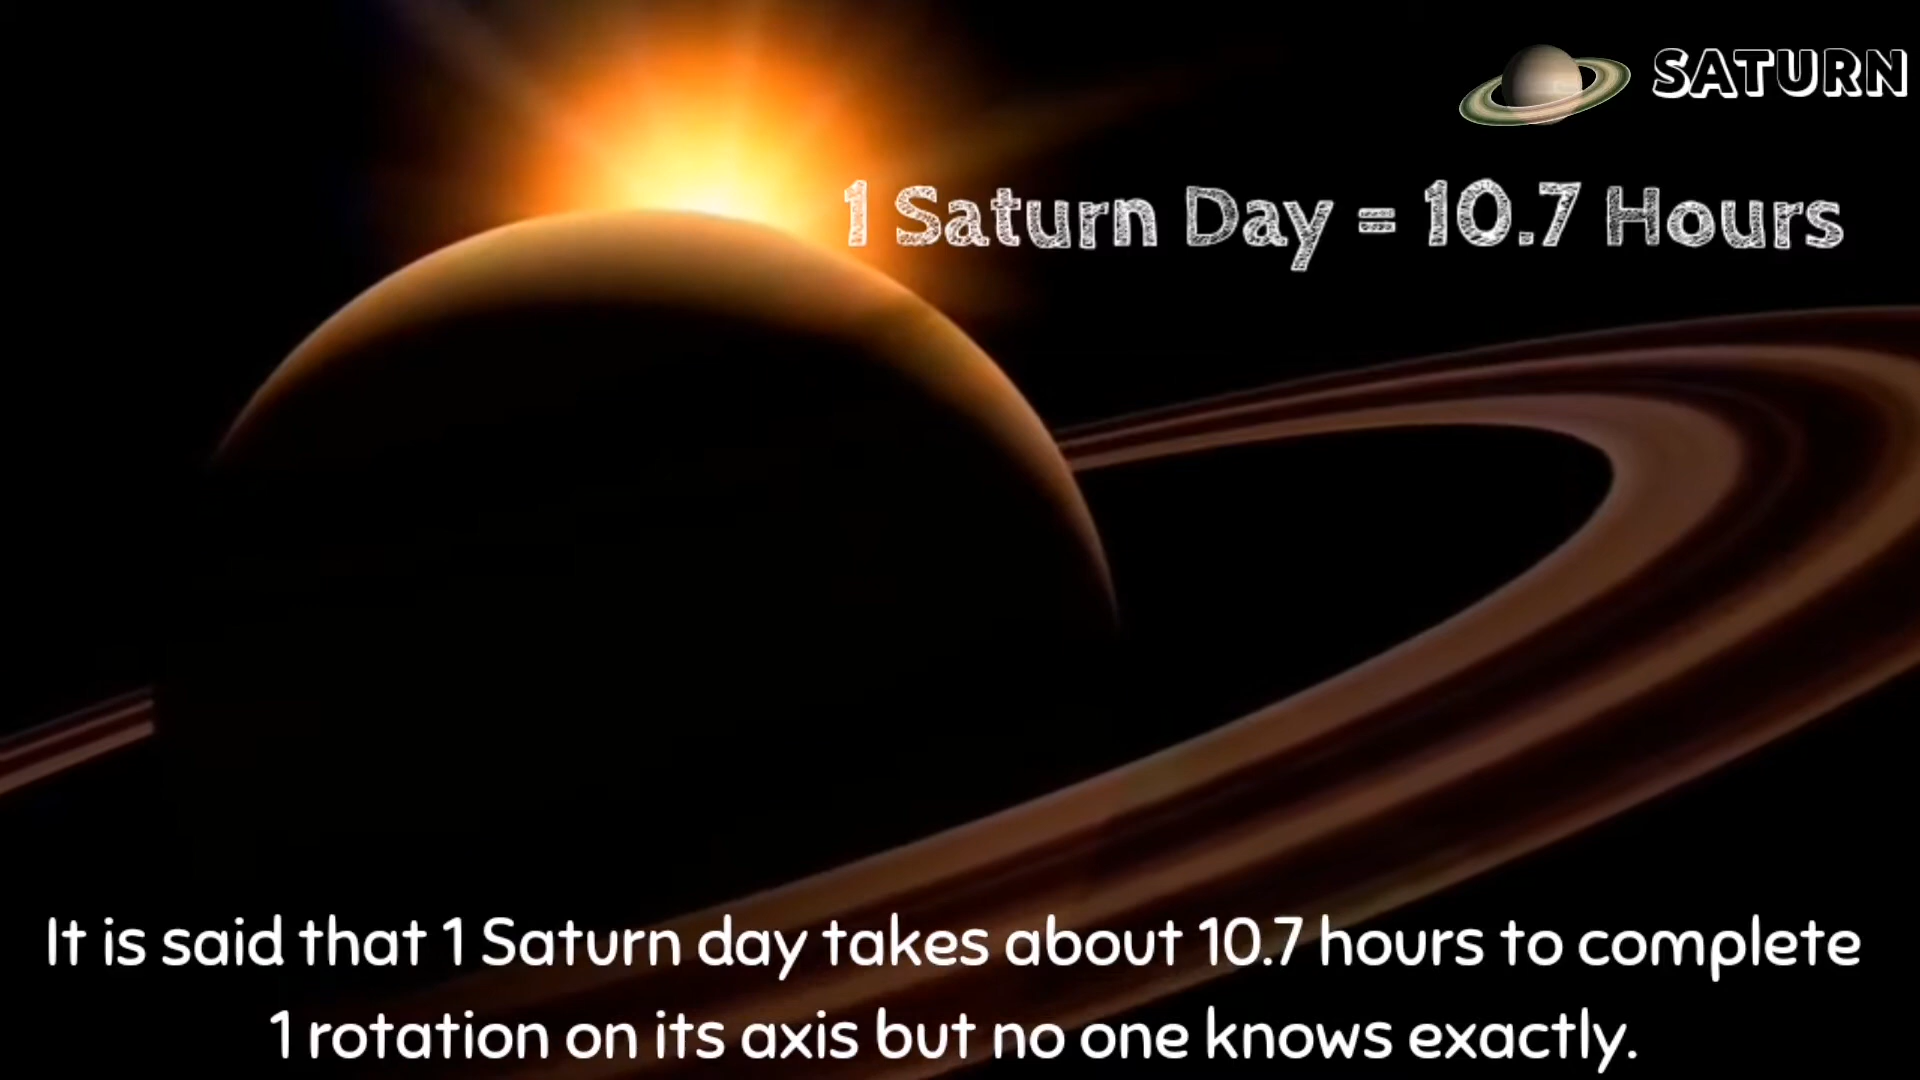 SATURN
1 Saturn Day = 10.7 Hours
It is said that 1 Saturn day takes about 10.7 hours to complete
1 rotation on its axis but no one knows exactly.